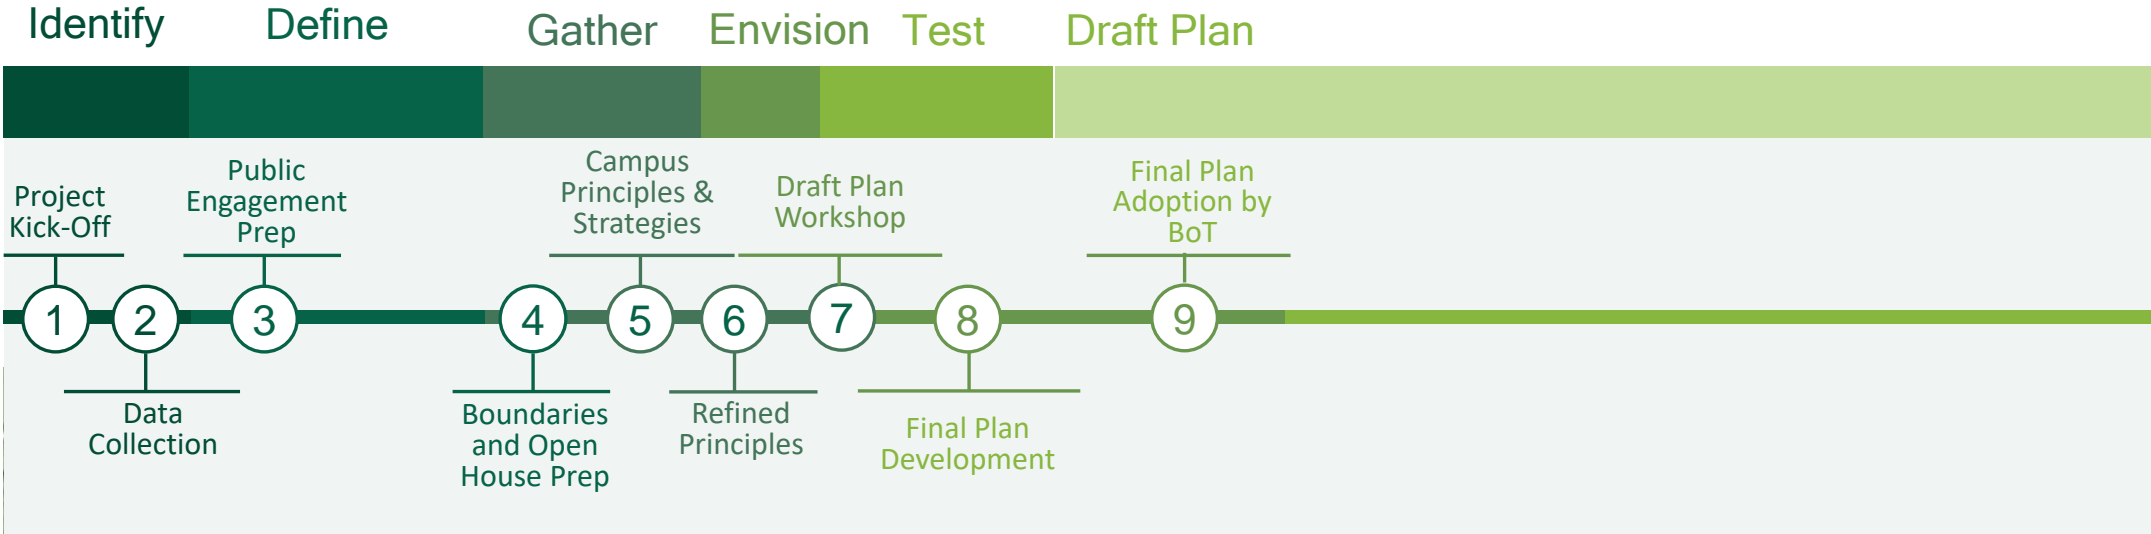 Identify
Define
Gather
Envision
Test
Draft Plan
Project
Kick-Off
Public
Engagement
Prep
Campus
Principles &
Strategies
Draft Plan
Workshop
Final Plan
Adoption by
BoT
1
2
3
4
5
6
7
8
9
Data
Collection
Boundaries
and Open
House Prep
Refined
Principles
Final Plan
Development